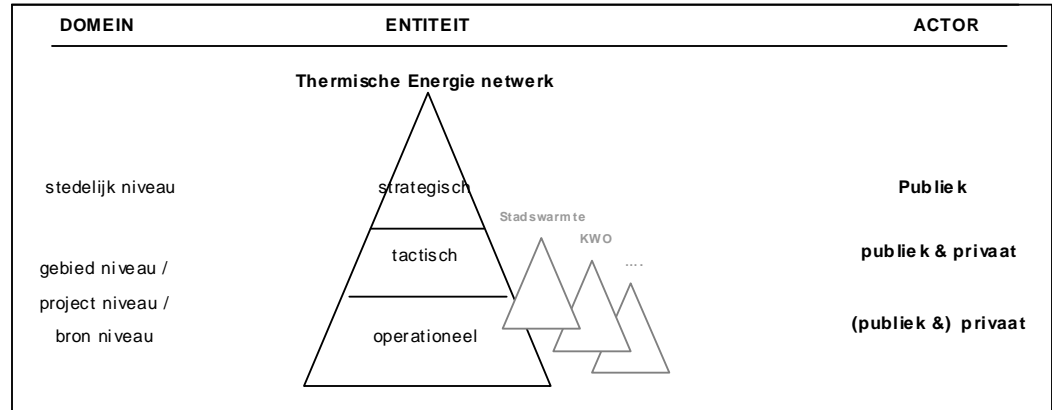 DOMEIN ENTITEIT ACTOR
Thermische Energie netwerk
stedelijk niveau strategisch Publiek
Stadswarmte
KWO
tactisch publiek & privaat
....
gebied niveau /
project niveau /
(publiek &) privaat
bron niveau operationeel